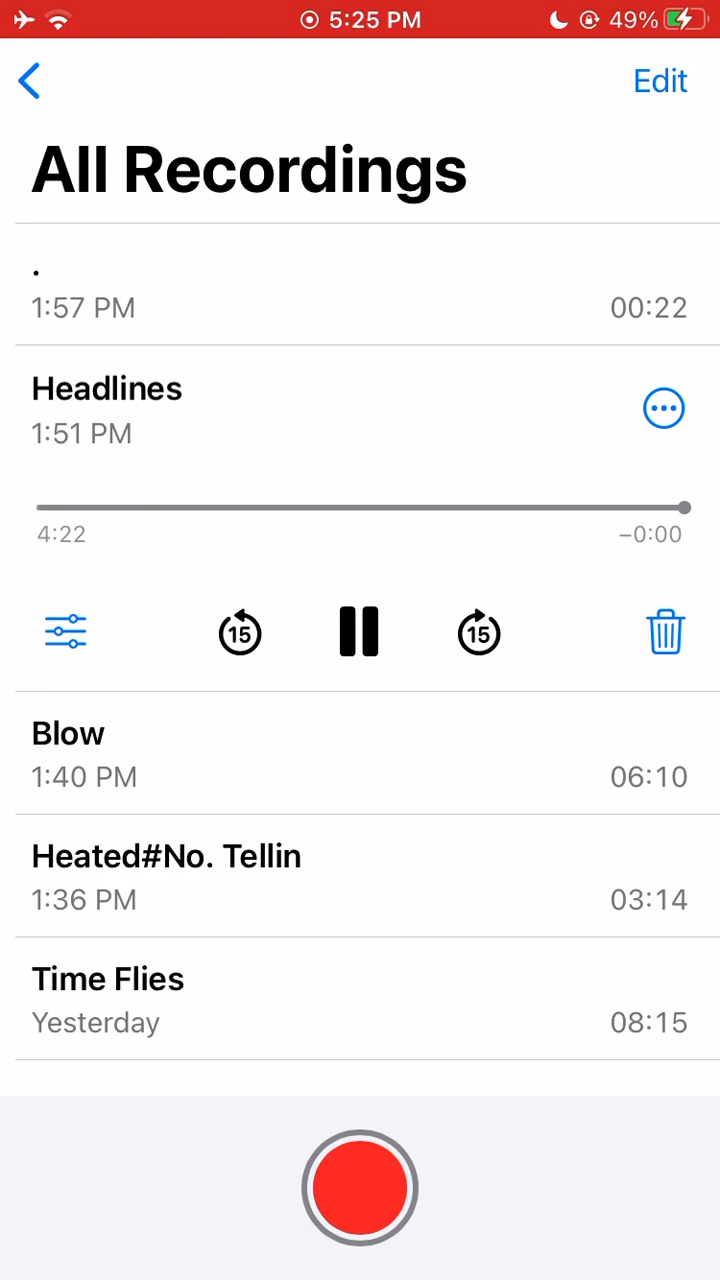 5:25 PM 49%
Edit
All Recordings
.
1:57 PM 00:22
Headlines
1:51 PM
4:22 –0:00
15 15
Blow
1:40 PM 06:10
Heated#No. Tellin
1:36 PM 03:14
Time Flies
Yesterday 08:15